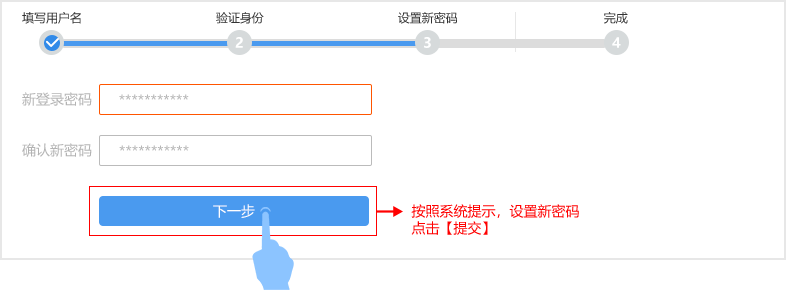 填写用户名 验证身份 设置新密码 完成
2 3 4
新登录密码 ***********
确认新密码 ***********
下一步
按照系统提示，设置新密码
点击【提交】